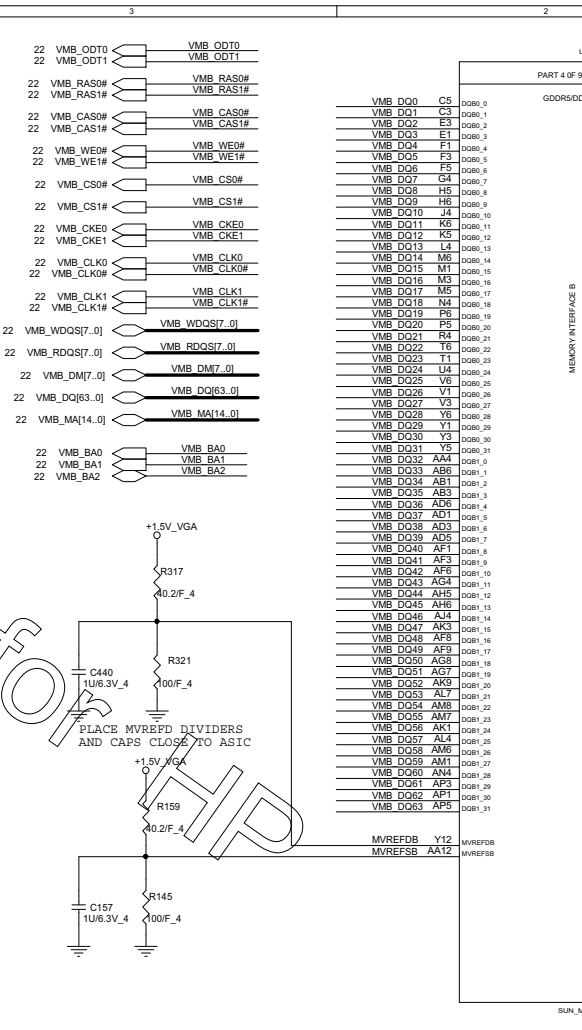 3
2
22 VMB_ODT0 VMB_ODT0
22 VMB_ODT1 VMB_ODT1
22 VMB_RAS0# VMB_RAS0#
22 VMB_RAS1# VMB_RAS1#
22 VMB_CAS0# VMB_CAS0#
22 VMB_CAS1# VMB_CAS1#
22 VMB_WE0# VMB_WE0#
22 VMB_WE1# VMB_WE1#
22 VMB_CS0# VMB_CS0#
22 VMB_CS1# VMB_CS1#
22 VMB_CKE0 VMB_CKE0
22 VMB_CKE1 VMB_CKE1
22 VMB_CLK0 VMB_CLK0
22 VMB_CLK0# VMB_CLK0#
22 VMB_CLK1 VMB_CLK1
22 VMB_CLK1# VMB_CLK1#
22 VMB_WDQS[7..0] VMB_WDQS[7..0]
22 VMB_RDQS[7..0] VMB_RDQS[7..0]
22 VMB_DM[7..0] VMB_DM[7..0]
22 VMB_DQ[63..0] VMB_DQ[63..0]
22 VMB_MA[14..0] VMB_MA[14..0]
22 VMB_BA0 VMB_BA0
22 VMB_BA1 VMB_BA1
22 VMB_BA2 VMB_BA2
+1.5V_VGA
R317
40.2/F_4
R321
100/F_4
C440
1U/6.3V_4
PLACE MVREFD DIVIDERS
AND CAPS CLOSE TO ASIC
+1.5V_VGA
R159
40.2/F_4
R145
100/F_4
C157
1U/6.3V_4
for HP
U
PART 4 0F 9
GDDR5/DD
MEMORY INTERFACE B
VMB_DQ0 C5 DQB0_0
VMB_DQ1 C3 DQB0_1
VMB_DQ2 E3 DQB0_2
VMB_DQ3 E1 DQB0_3
VMB_DQ4 F1 DQB0_4
VMB_DQ5 F3 DQB0_5
VMB_DQ6 F5 DQB0_6
VMB_DQ7 G4 DQB0_7
VMB_DQ8 H5 DQB0_8
VMB_DQ9 H6 DQB0_9
VMB_DQ10 J4 DQB0_10
VMB_DQ11 K6 DQB0_11
VMB_DQ12 K5 DQB0_12
VMB_DQ13 L4 DQB0_13
VMB_DQ14 M6 DQB0_14
VMB_DQ15 M1 DQB0_15
VMB_DQ16 M3 DQB0_16
VMB_DQ17 M5 DQB0_17
VMB_DQ18 N4 DQB0_18
VMB_DQ19 P6 DQB0_19
VMB_DQ20 P5 DQB0_20
VMB_DQ21 R4 DQB0_21
VMB_DQ22 T6 DQB0_22
VMB_DQ23 T1 DQB0_23
VMB_DQ24 U4 DQB0_24
VMB_DQ25 V6 DQB0_25
VMB_DQ26 V1 DQB0_26
VMB_DQ27 V3 DQB0_27
VMB_DQ28 Y6 DQB0_28
VMB_DQ29 Y1 DQB0_29
VMB_DQ30 Y3 DQB0_30
VMB_DQ31 Y5 DQB0_31
VMB_DQ32 AA4 DQB1_0
VMB_DQ33 AB6 DQB1_1
VMB_DQ34 AB1 DQB1_2
VMB_DQ35 AB3 DQB1_3
VMB_DQ36 AD6 DQB1_4
VMB_DQ37 AD1 DQB1_5
VMB_DQ38 AD3 DQB1_6
VMB_DQ39 AD5 DQB1_7
VMB_DQ40 AF1 DQB1_8
VMB_DQ41 AF3 DQB1_9
VMB_DQ42 AF6 DQB1_10
VMB_DQ43 AG4 DQB1_11
VMB_DQ44 AH5 DQB1_12
VMB_DQ45 AH6 DQB1_13
VMB_DQ46 AJ4 DQB1_14
VMB_DQ47 AK3 DQB1_15
VMB_DQ48 AF8 DQB1_16
VMB_DQ49 AF9 DQB1_17
VMB_DQ50 AG8 DQB1_18
VMB_DQ51 AG7 DQB1_19
VMB_DQ52 AK9 DQB1_20
VMB_DQ53 AL7 DQB1_21
VMB_DQ54 AM8 DQB1_22
VMB_DQ55 AM7 DQB1_23
VMB_DQ56 AK1 DQB1_24
VMB_DQ57 AL4 DQB1_25
VMB_DQ58 AM6 DQB1_26
VMB_DQ59 AM1 DQB1_27
VMB_DQ60 AN4 DQB1_28
VMB_DQ61 AP3 DQB1_29
VMB_DQ62 AP1 DQB1_30
VMB_DQ63 AP5 DQB1_31
MVREFDB Y12 MVREFDB
MVREFSB AA12 MVREFSB
SUN_M